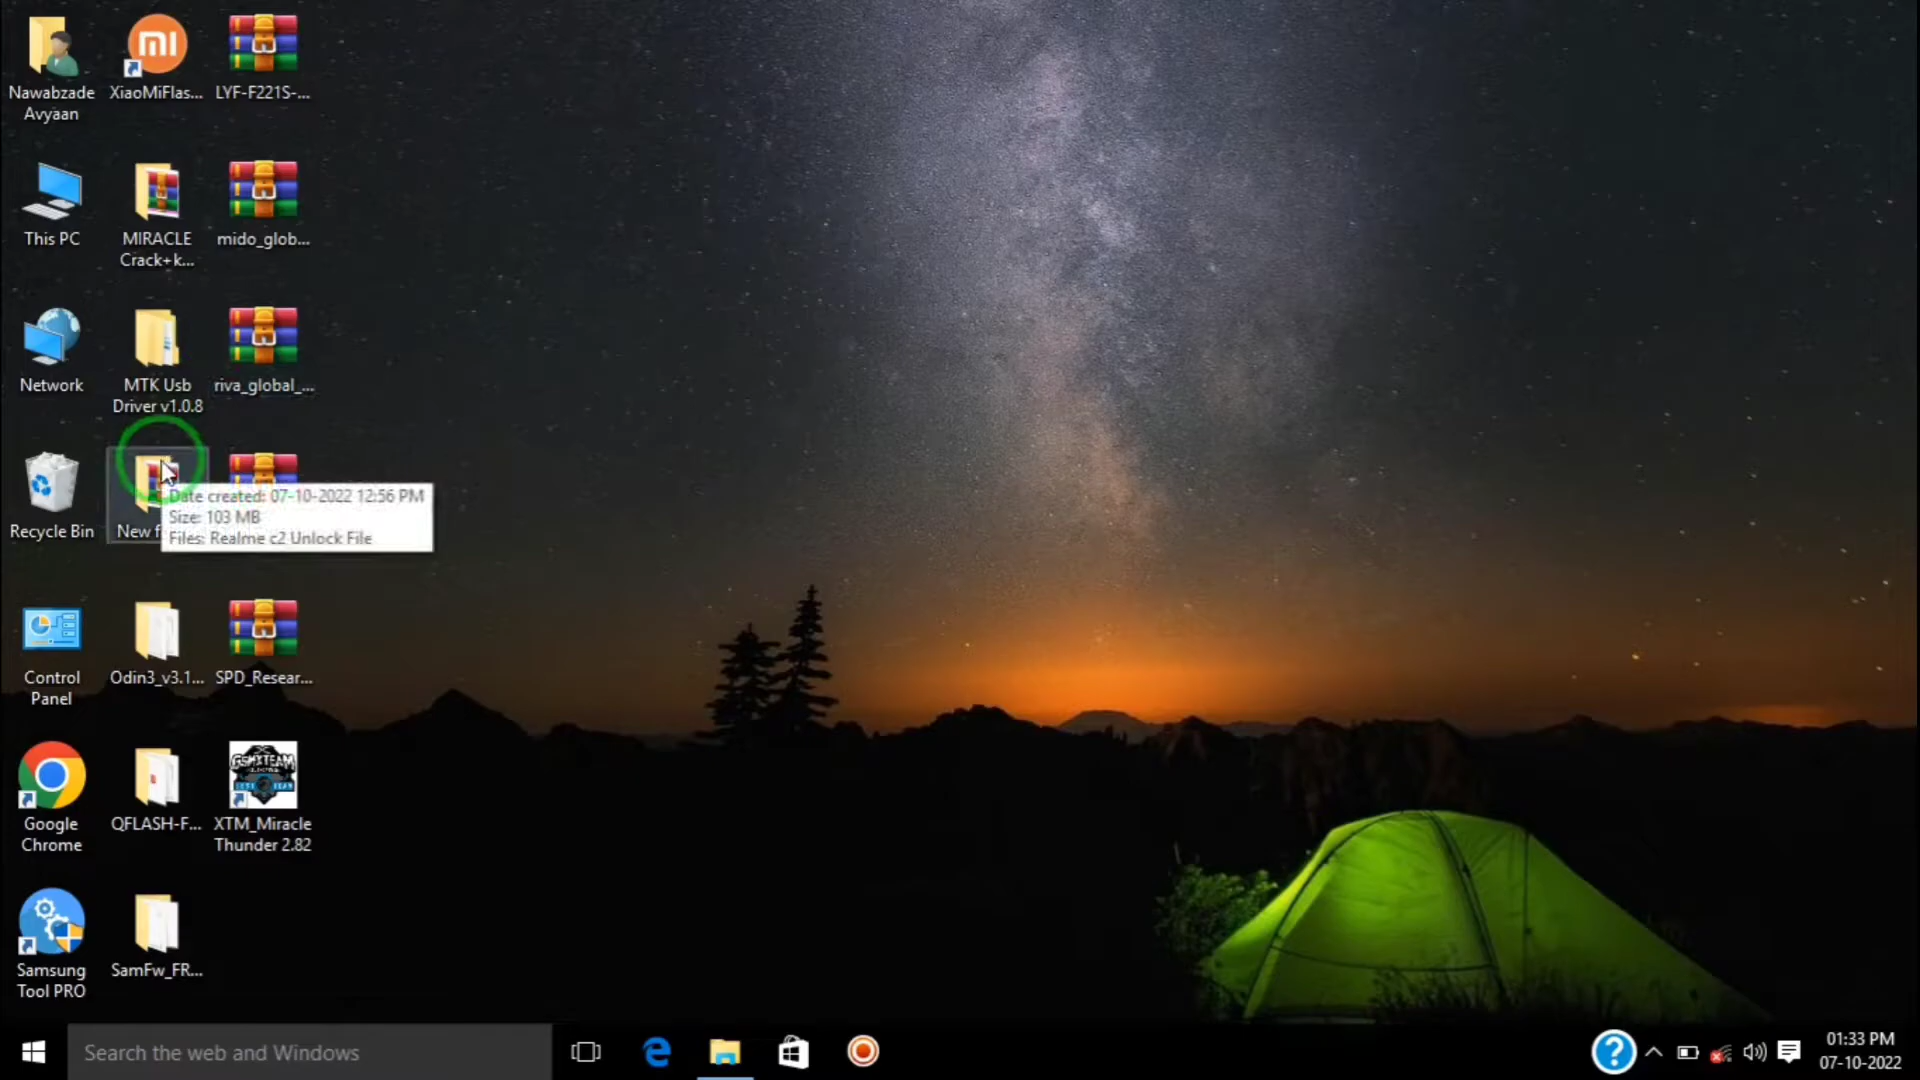 Nawabzade
Avyaan
XiaoMiFlas...
LYF-F221S-...
This PC
MIRACLE
Crack+k...
mido_glob...
Network
MTK Usb
Driver v1.0.8
riva_global_...
Recycle Bin
New f
Date created: 07-10-2022 12:56 PM
Size: 103 MB
Files: Realme c2 Unlock File
Control
Panel
Odin3_v3.1...
SPD_Resear...
Google
Chrome
QFLASH-F...
GSMXTEAM
XTM_Miracle
Thunder 2.82
Samsung
Tool PRO
SamFw_FR...
Search the web and Windows
01:33 PM
07-10-2022